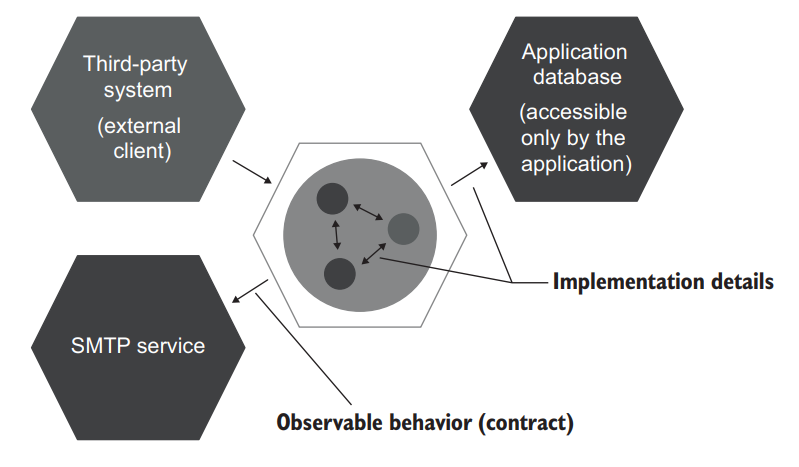 Third-party
system
(external
client)
Application
database
(accessible
only by the
application)
Implementation details
SMTP service
Observable behavior (contract)